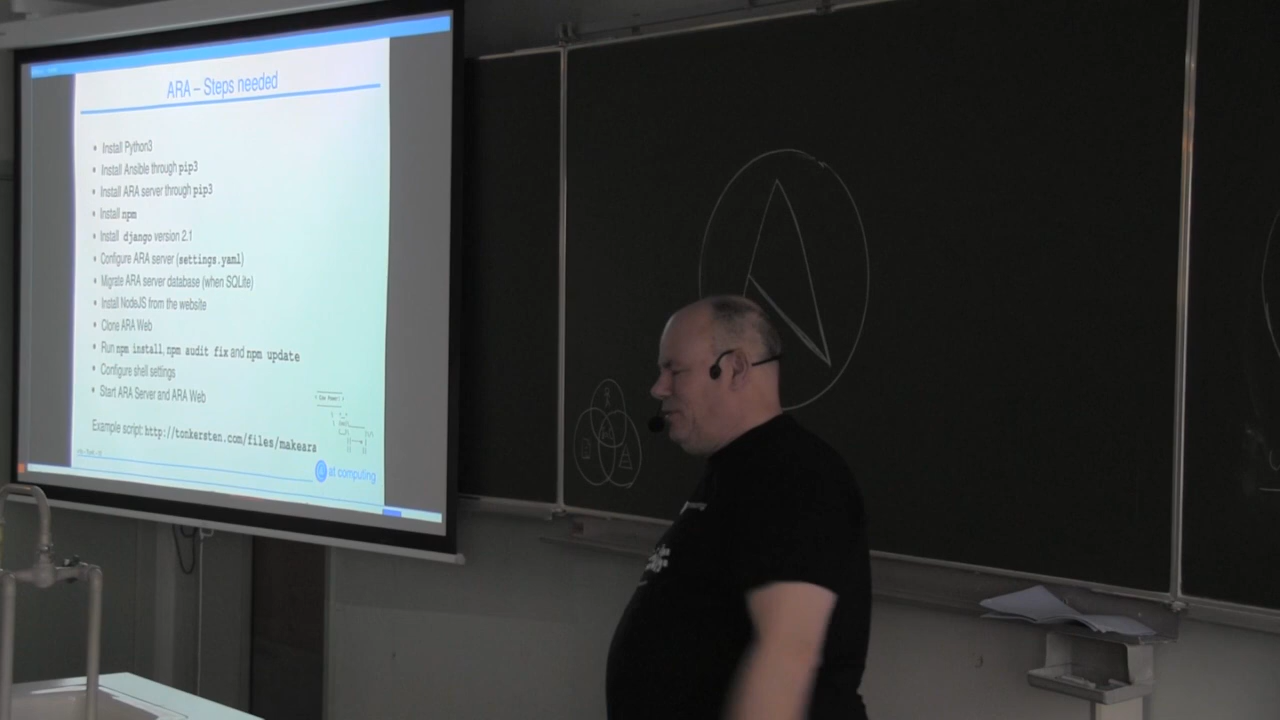 ARA – Steps needed
• Install Python3
• Install Ansible through pip3
• Install ARA server through pip3
• Install npm
• Install django version 2.1
• Configure ARA server (settings.yaml)
• Migrate ARA server database (when SQLite)
• Install NodeJS from the website
• Clone ARA Web
• Run npm install, npm audit fix and npm update
• Configure shell settings
• Start ARA Server and ARA Web
Example script: http://tonkersten.com/files/makeara
@ at computing